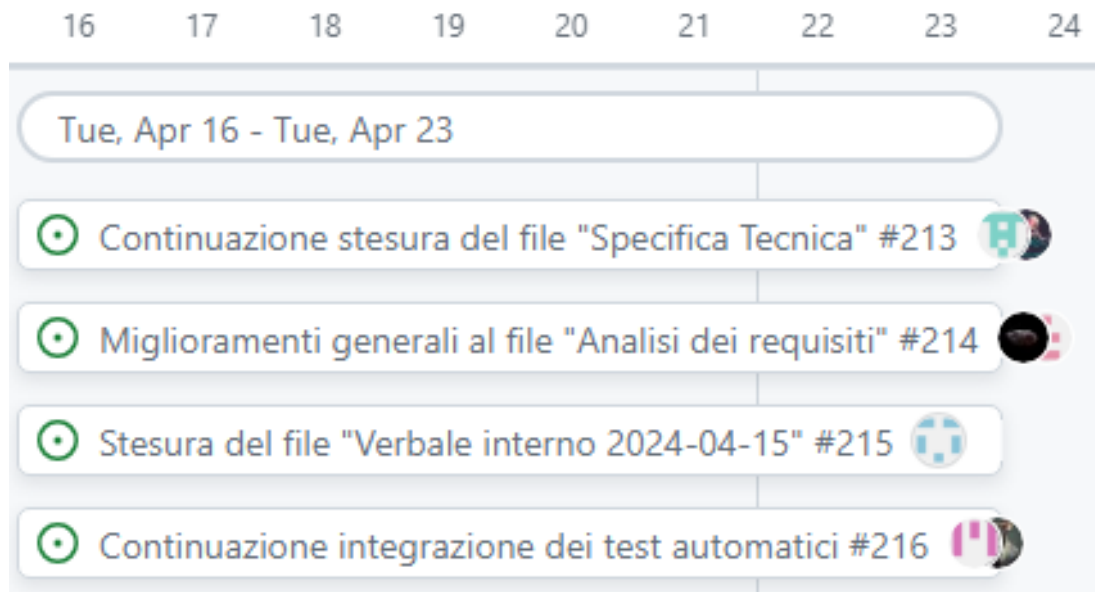 16 17 18 19 20 21 22 23 24
Tue, Apr 16 - Tue, Apr 23
Continuazione stesura del file "Specifica Tecnica" #213
Miglioramenti generali al file "Analisi dei requisiti" #214
Stesura del file "Verbale interno 2024-04-15" #215
Continuazione integrazione dei test automatici #216